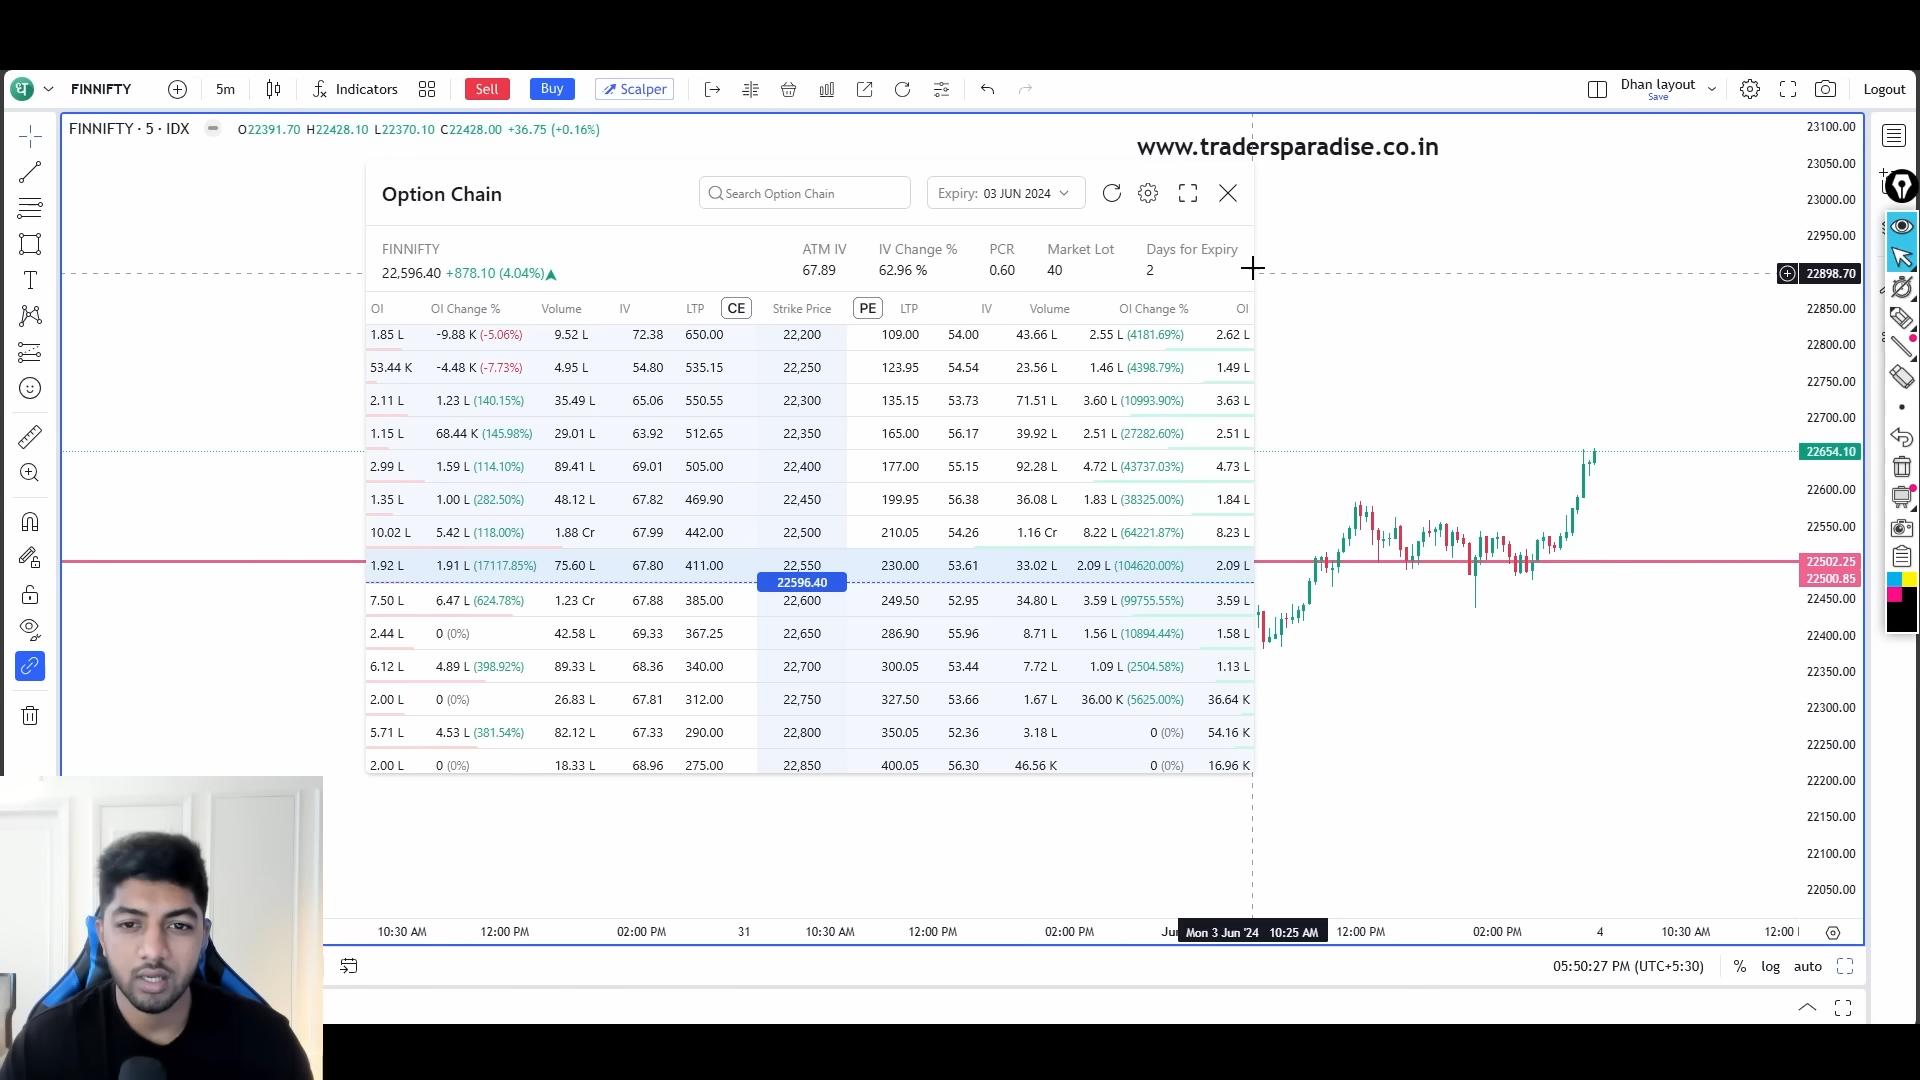 ध FINNIFTY 5m Indicators Sell Buy Scalper Dhan layout Save Logout
FINNIFTY · 5 · IDX O22391.70 H22428.10 L22370.10 C22428.00 +36.75 (+0.16%)
www.tradersparadise.co.in
Option Chain Search Option Chain Expiry: 03 JUN 2024
FINNIFTY ATM IV IV Change % PCR Market Lot Days for Expiry
22,596.40 +878.10 (4.04%) 67.89 62.96 % 0.60 40 2
OI OI Change % Volume IV LTP CE Strike Price PE LTP IV Volume OI Change % OI
1.85 L -9.88 K (-5.06%) 9.52 L 72.38 650.00 22,200 109.00 54.00 43.66 L 2.55 L (4181.69%) 2.62 L
53.44 K -4.48 K (-7.73%) 4.95 L 54.80 535.15 22,250 123.95 54.54 23.56 L 1.46 L (4398.79%) 1.49 L
2.11 L 1.23 L (140.15%) 35.49 L 65.06 550.55 22,300 135.15 53.73 71.51 L 3.60 L (10993.90%) 3.63 L
1.15 L 68.44 K (145.98%) 29.01 L 63.92 512.65 22,350 165.00 56.17 39.92 L 2.51 L (27282.60%) 2.51 L
2.99 L 1.59 L (114.10%) 89.41 L 69.01 505.00 22,400 177.00 55.15 92.28 L 4.72 L (43737.03%) 4.73 L
1.35 L 1.00 L (282.50%) 48.12 L 67.82 469.90 22,450 199.95 56.38 36.08 L 1.83 L (38325.00%) 1.84 L
10.02 L 5.42 L (118.00%) 1.88 Cr 67.99 442.00 22,500 210.05 54.26 1.16 Cr 8.22 L (64221.87%) 8.23 L
1.92 L 1.91 L (17117.85%) 75.60 L 67.80 411.00 22,550 230.00 53.61 33.02 L 2.09 L (104620.00%) 2.09 L
22596.40
7.50 L 6.47 L (624.78%) 1.23 Cr 67.88 385.00 22,600 249.50 52.95 34.80 L 3.59 L (99755.55%) 3.59 L
2.44 L 0 (0%) 42.58 L 69.33 367.25 22,650 286.90 55.96 8.71 L 1.56 L (10894.44%) 1.58 L
6.12 L 4.89 L (398.92%) 89.33 L 68.36 340.00 22,700 300.05 53.44 7.72 L 1.09 L (2504.58%) 1.13 L
2.00 L 0 (0%) 26.83 L 67.81 312.00 22,750 327.50 53.66 1.67 L 36.00 K (5625.00%) 36.64 K
5.71 L 4.53 L (381.54%) 82.12 L 67.33 290.00 22,800 350.05 52.36 3.18 L 0 (0%) 54.16 K
2.00 L 0 (0%) 18.33 L 68.96 275.00 22,850 400.05 56.30 46.56 K 0 (0%) 16.96 K
23100.00
23050.00
23000.00
22950.00
22898.70
22850.00
22800.00
22750.00
22700.00
22654.10
22600.00
22550.00
22502.25
22500.85
22450.00
22400.00
22350.00
22300.00
22250.00
22200.00
22150.00
22100.00
22050.00
10:30 AM 12:00 PM 02:00 PM 31 10:30 AM 12:00 PM 02:00 PM Mon 3 Jun '24 10:25 AM 12:00 PM 02:00 PM 4 10:30 AM 12:00
05:50:27 PM (UTC+5:30) % log auto